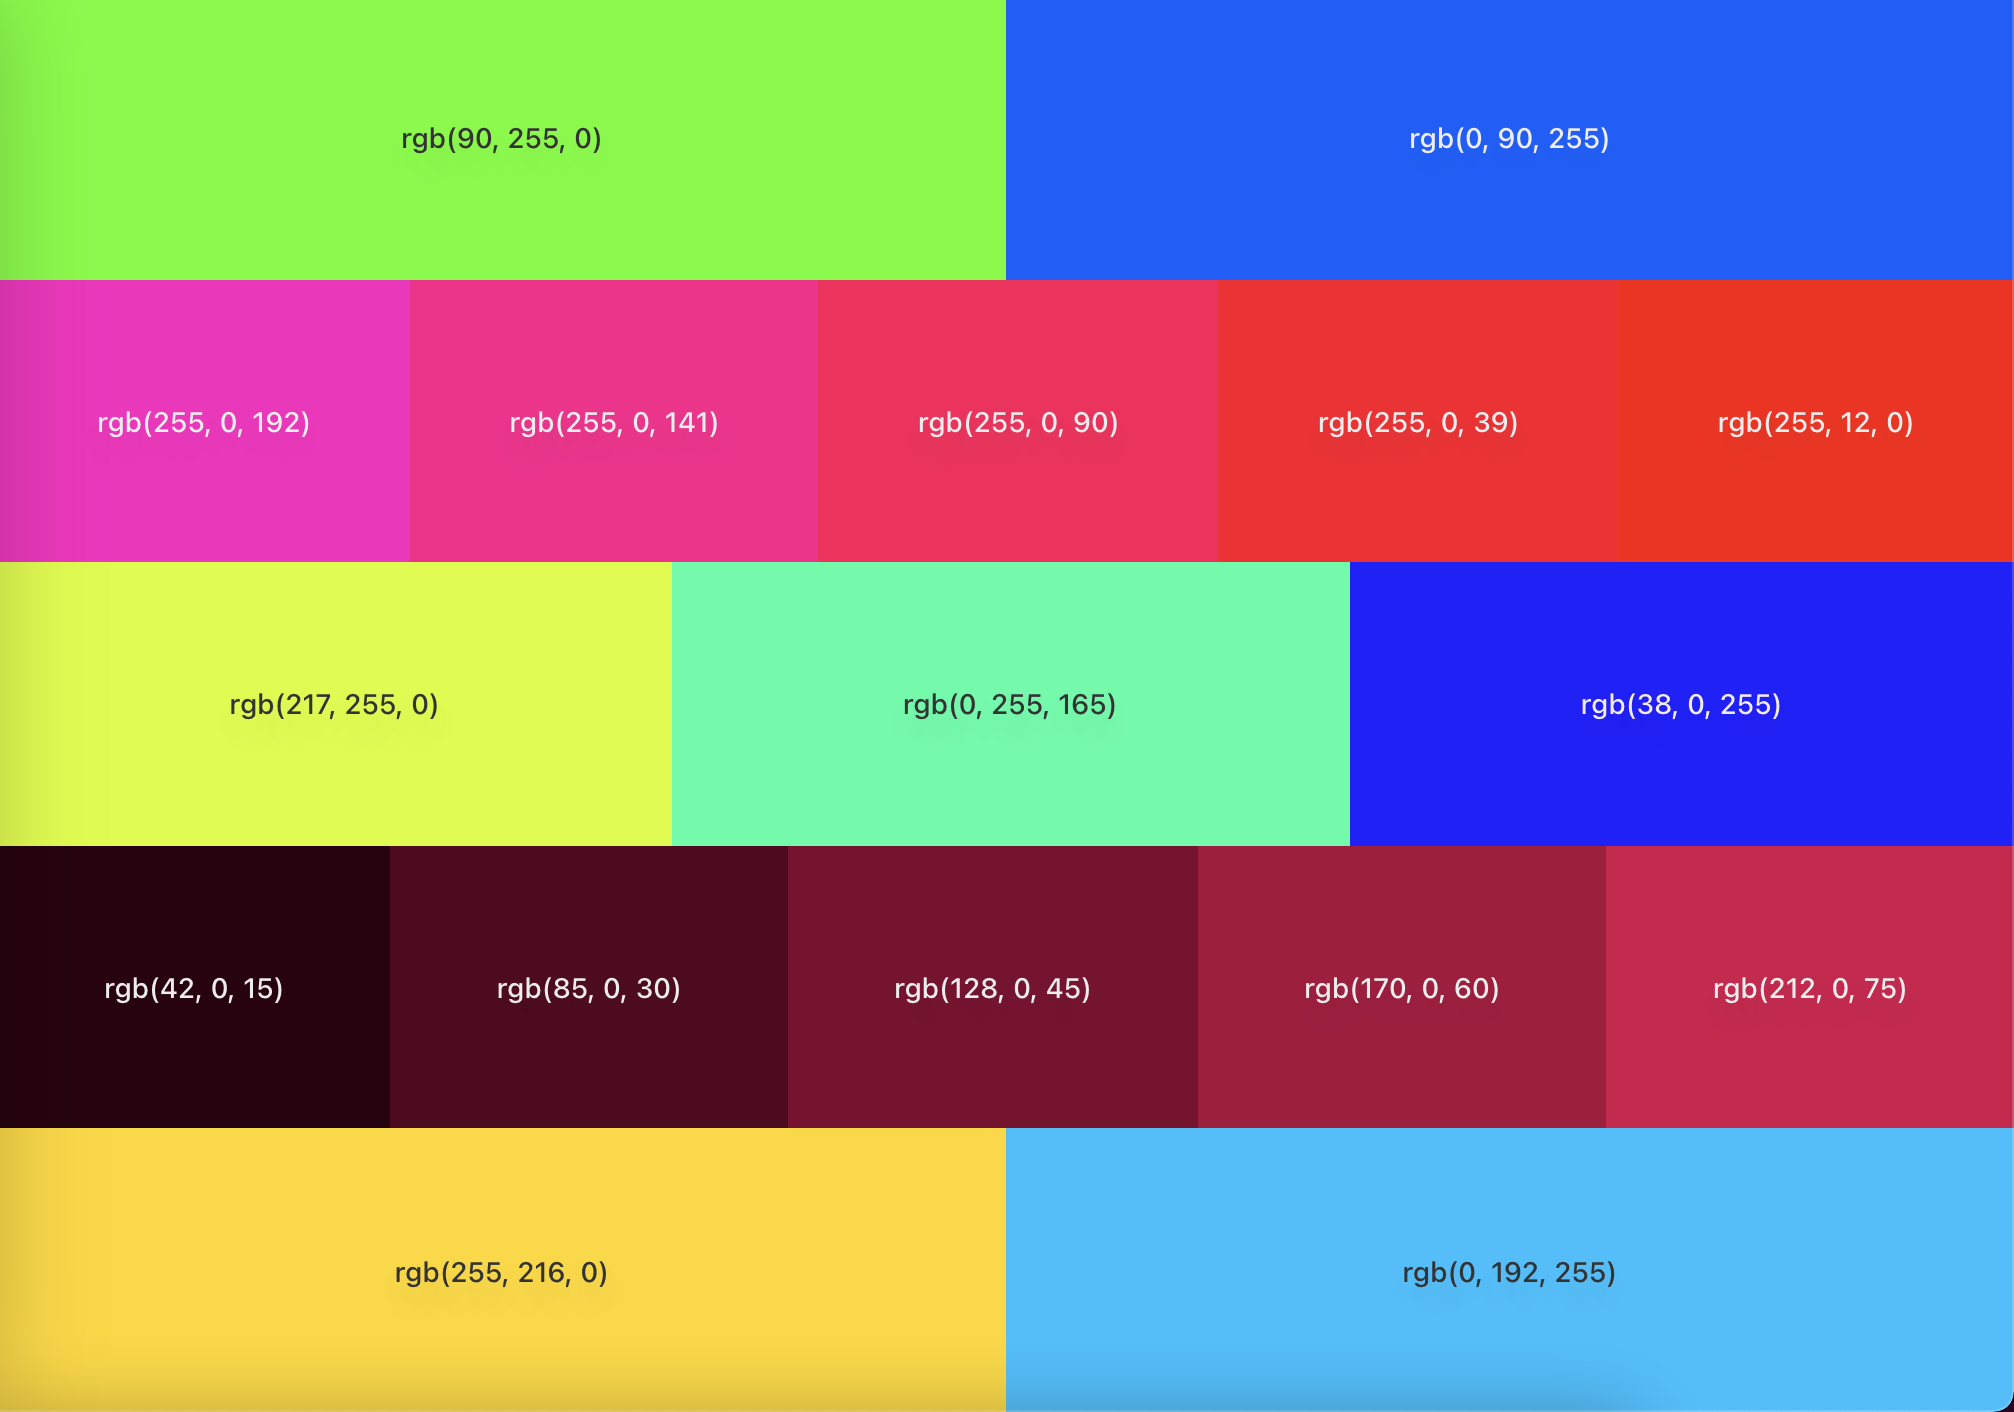 rgb(90, 255, 0)
rgb(0, 90, 255)
rgb(255, 0, 192)
rgb(255, 0, 141)
rgb(255, 0, 90)
rgb(255, 0, 39)
rgb(255, 12, 0)
rgb(217, 255, 0)
rgb(0, 255, 165)
rgb(38, 0, 255)
rgb(42, 0, 15)
rgb(85, 0, 30)
rgb(128, 0, 45)
rgb(170, 0, 60)
rgb(212, 0, 75)
rgb(255, 216, 0)
rgb(0, 192, 255)